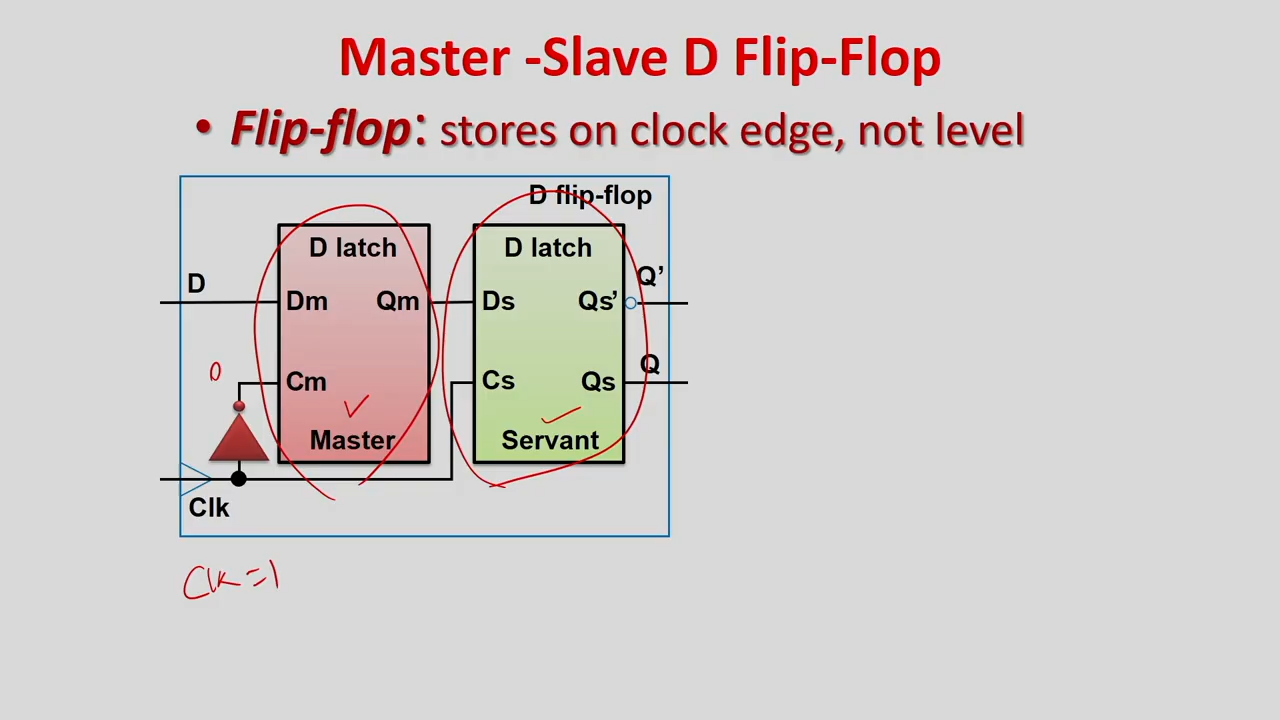 Master -Slave D Flip-Flop
• Flip-flop: stores on clock edge, not level
D flip-flop
D latch
D latch
D
Q’
Dm
Qm
Ds
Qs’
0
Q
Cm
Cs
Qs
Master
Servant
Clk
Clk =1